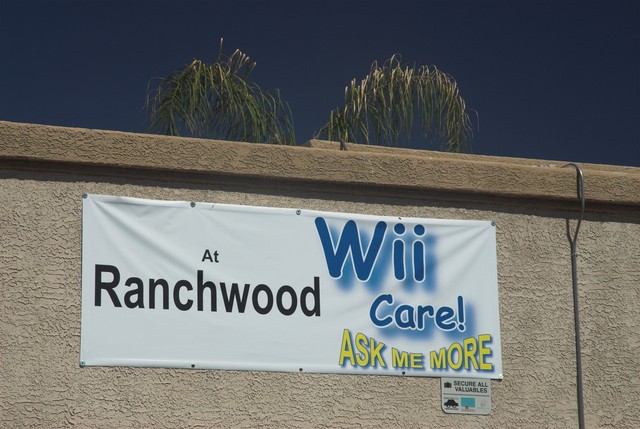 At
Ranchwood
Wii
Care!
ASK ME MORE
SECURE ALL
VALUABLES